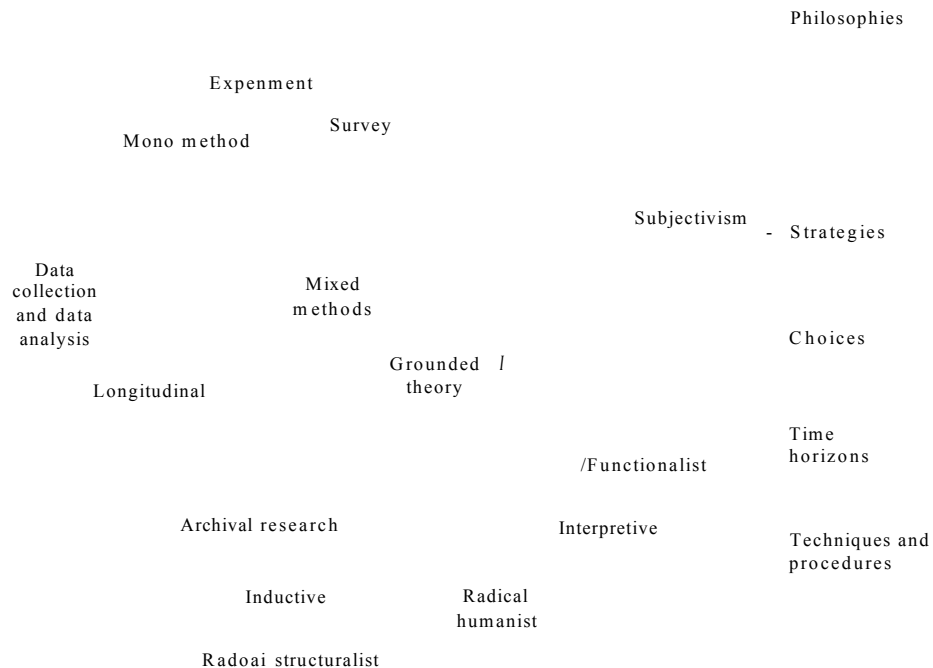 Philosophies
Expenment
Survey
Mono method
Subjectivism
- Strategies
Data
collection
and data
analysis
Mixed
methods
Choices
Grounded l
theory
Longitudinal
Time
horizons
/Functionalist
Archival research
Interpretive
Techniques and
procedures
Inductive
Radical
humanist
Radoai structuralist